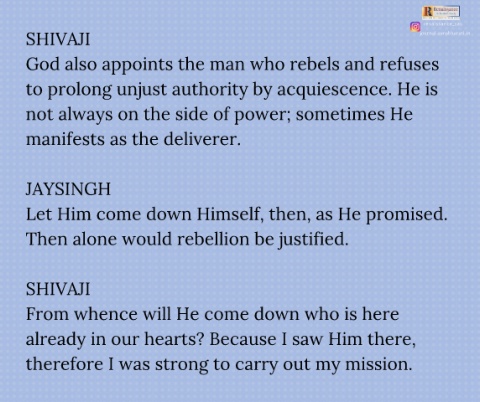 SHIVAJI
God also appoints the man who rebels and refuses
to prolong unjust authority by acquiescence. He is
not always on the side of power; sometimes He
manifests as the deliverer.
JAYSINGH
Let Him come down Himself, then, as He promised.
Then alone would rebellion be justified.
SHIVAJI
From whence will He come down who is here
already in our hearts? Because I saw Him there,
therefore I was strong to carry out my mission.